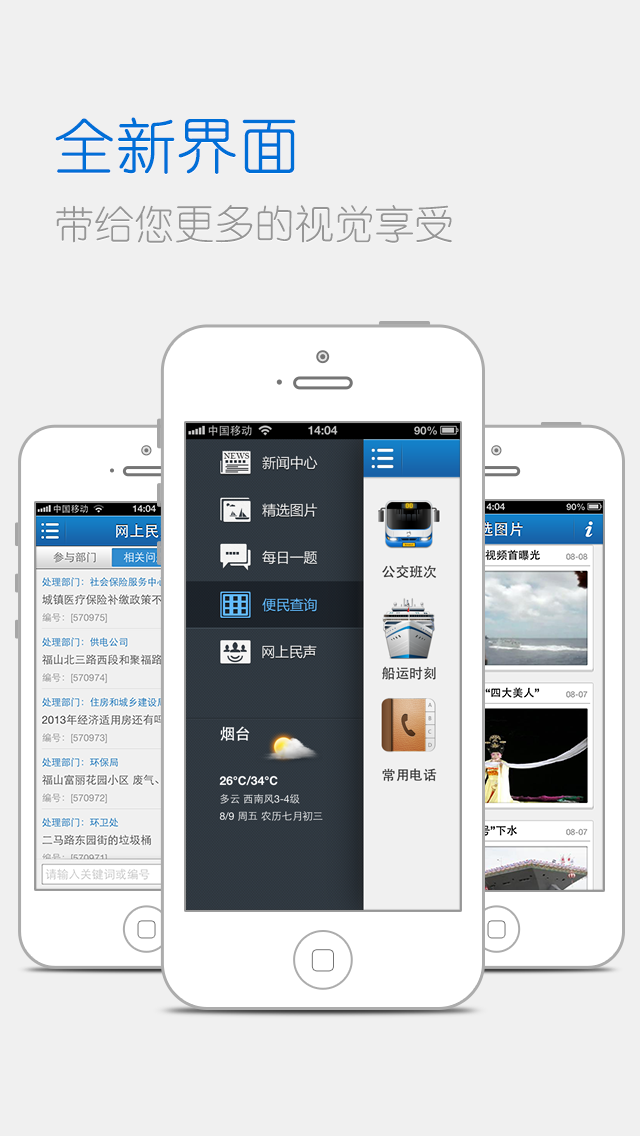 全新界面
带给您更多的视觉享受
中国移动 14:04 90%
NEWS
新闻中心
精选图片
每日一题
便民查询
网上民声
烟台
26°C/34°C
多云 西南风3-4级
8/9 周五 农历七月初三
公交班次
船运时刻
A
B
C
D
常用电话
中国移动 14:04
网上民
参与部门 相关问
处理部门：社会保险服务中心
城镇医疗保险补缴政策不
编号：[570975]
处理部门：供电公司
福山北三路西段和聚福路
编号：[570974]
处理部门：住房和城乡建设局
2013年经济适用房还有吗
编号：[570973]
处理部门：环保局
福山富丽花园小区 废气、
编号：[570972]
处理部门：环卫处
二马路东园街的垃圾桶
编号：[570971]
请输入关键词或编号
4:04 90%
选图片 i
视频首曝光 08-08
“四大美人” 08-07
号”下水 08-07